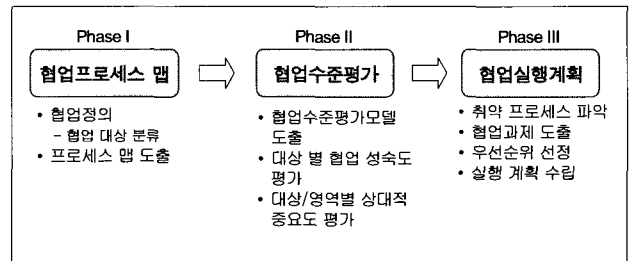 Phase I
협업프로세스 맵
• 협업정의
– 협업 대상 분류
• 프로세스 맵 도출
Phase II
협업수준평가
• 협업수준평가모델
도출
• 대상 별 협업 성숙도
평가
• 대상/영역별 상대적
중요도 평가
Phase III
협업실행계획
• 취약 프로세스 파악
• 협업과제 도출
• 우선순위 선정
• 실행 계획 수립